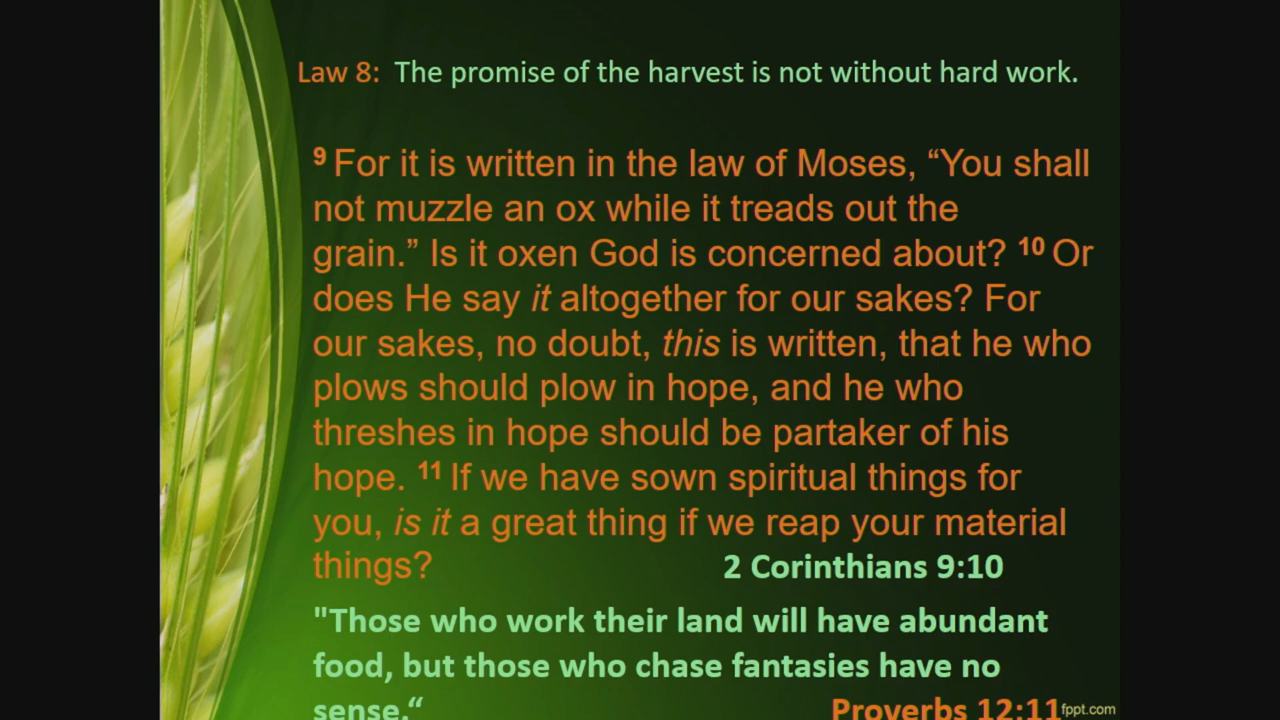 Law 8: The promise of the harvest is not without hard work.
9 For it is written in the law of Moses, “You shall
not muzzle an ox while it treads out the
grain.” Is it oxen God is concerned about? 10 Or
does He say it altogether for our sakes? For
our sakes, no doubt, this is written, that he who
plows should plow in hope, and he who
threshes in hope should be partaker of his
hope. 11 If we have sown spiritual things for
you, is it a great thing if we reap your material
things? 2 Corinthians 9:10
"Those who work their land will have abundant
food, but those who chase fantasies have no
sense.“ Proverbs 12:11
fppt.com